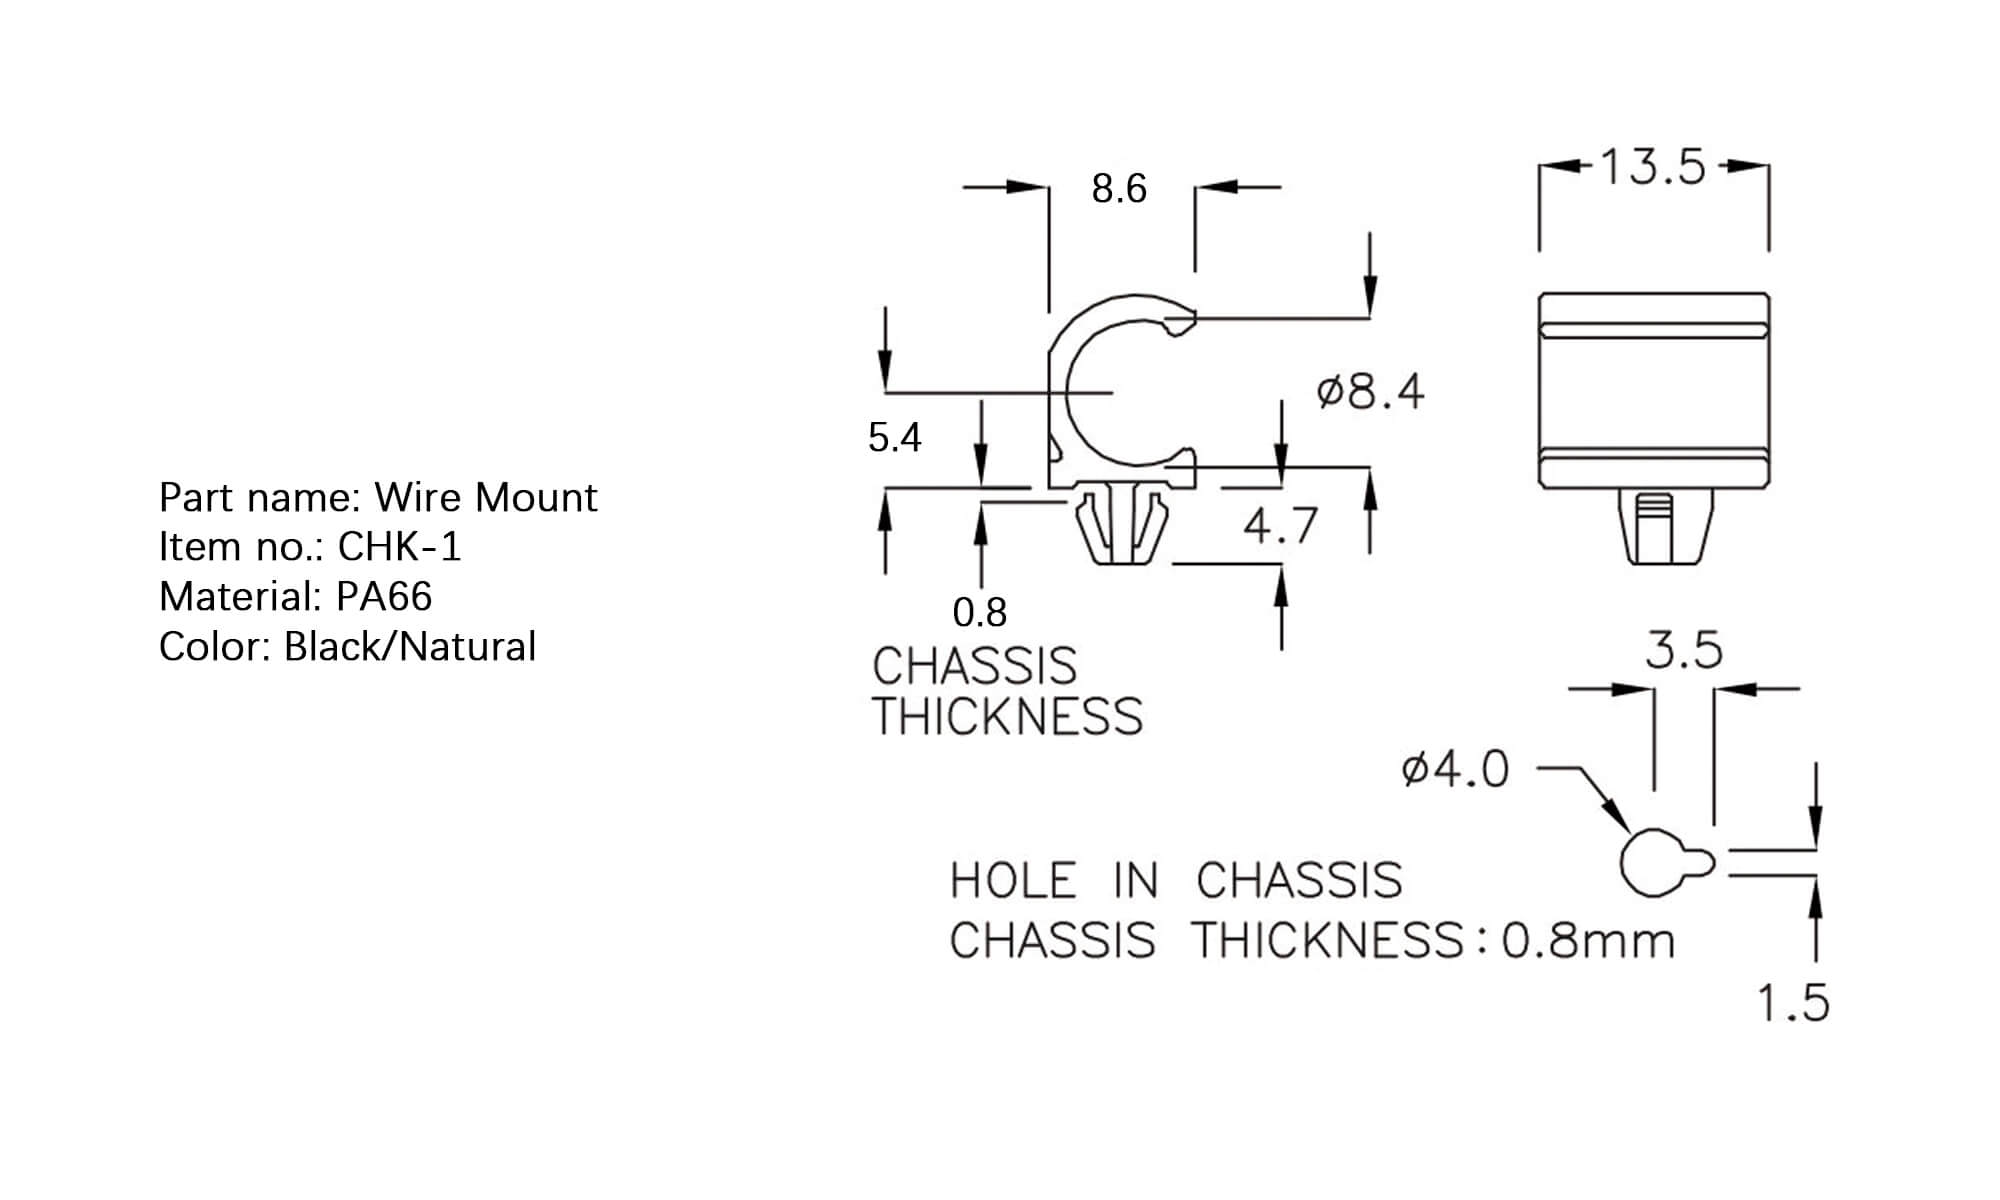 Part name: Wire Mount
Item no.: CHK-1
Material: PA66
Color: Black/Natural
8.6
13.5
ø8.4
5.4
4.7
0.8
CHASSIS
THICKNESS
3.5
ø4.0
HOLE IN CHASSIS
CHASSIS THICKNESS:0.8mm
1.5